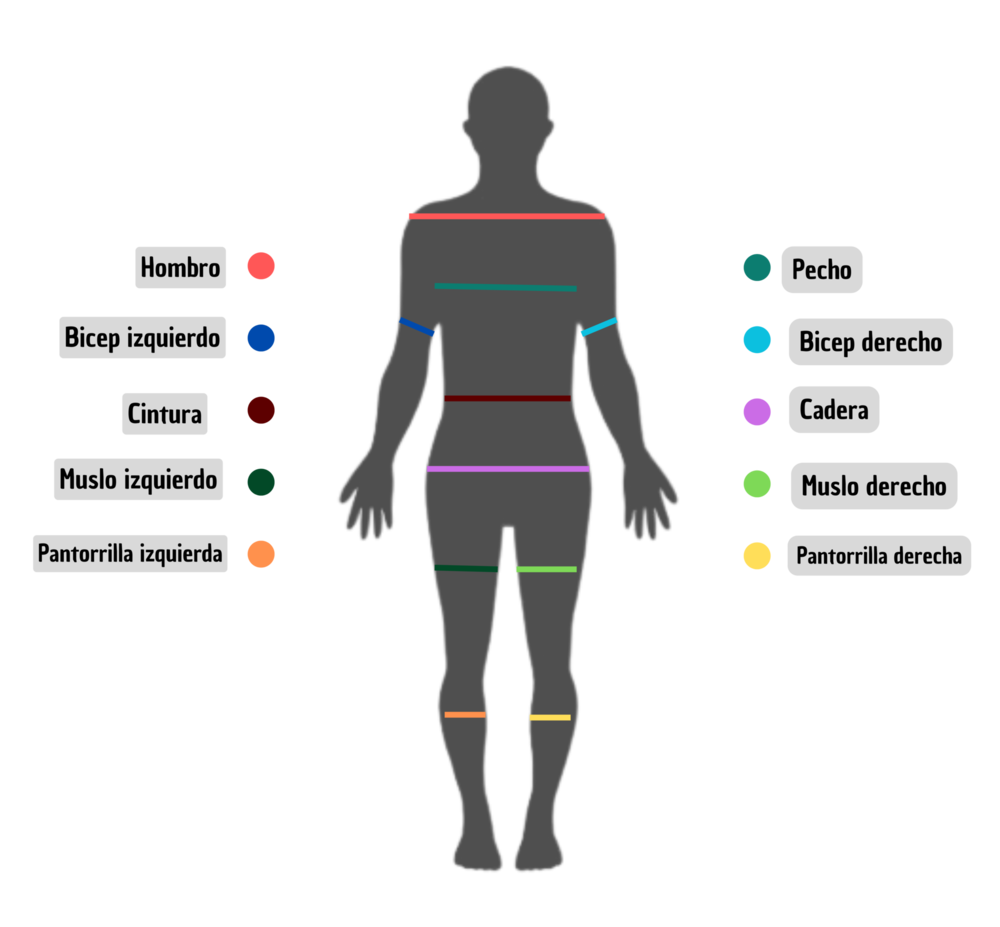 Hombro
Pecho
Bicep izquierdo
Bicep derecho
Cintura
Cadera
Muslo izquierdo
Muslo derecho
Pantorrilla izquierda
Pantorrilla derecha